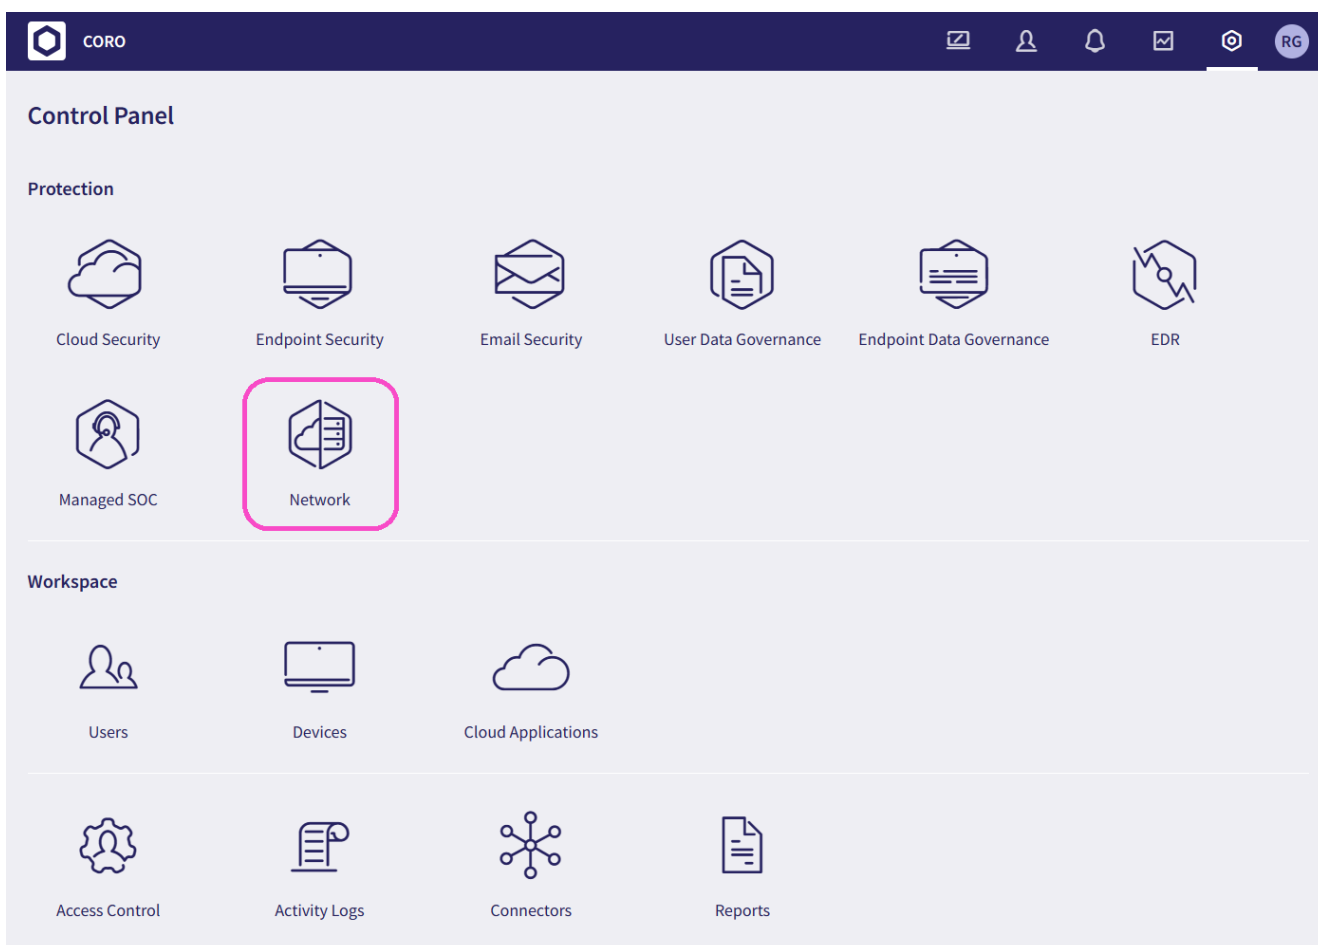 CORO
RG
Control Panel
Protection
Cloud Security
Endpoint Security
Email Security
User Data Governance
Endpoint Data Governance
EDR
Managed SOC
Network
Workspace
Users
Devices
Cloud Applications
Access Control
Activity Logs
Connectors
Reports